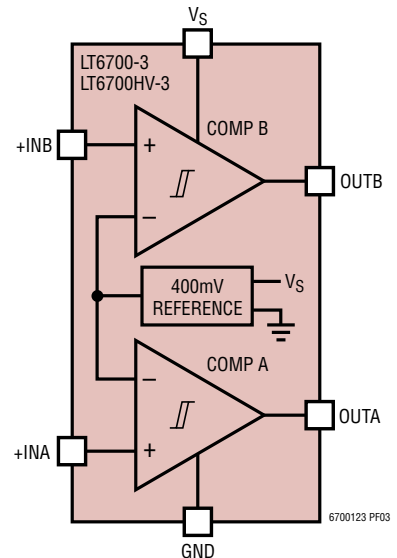 VS
LT6700-3
LT6700HV-3
COMP B
+INB
+
OUTB
–
400mV
REFERENCE
VS
COMP A
–
OUTA
+INA
+
6700123 PF03
GND